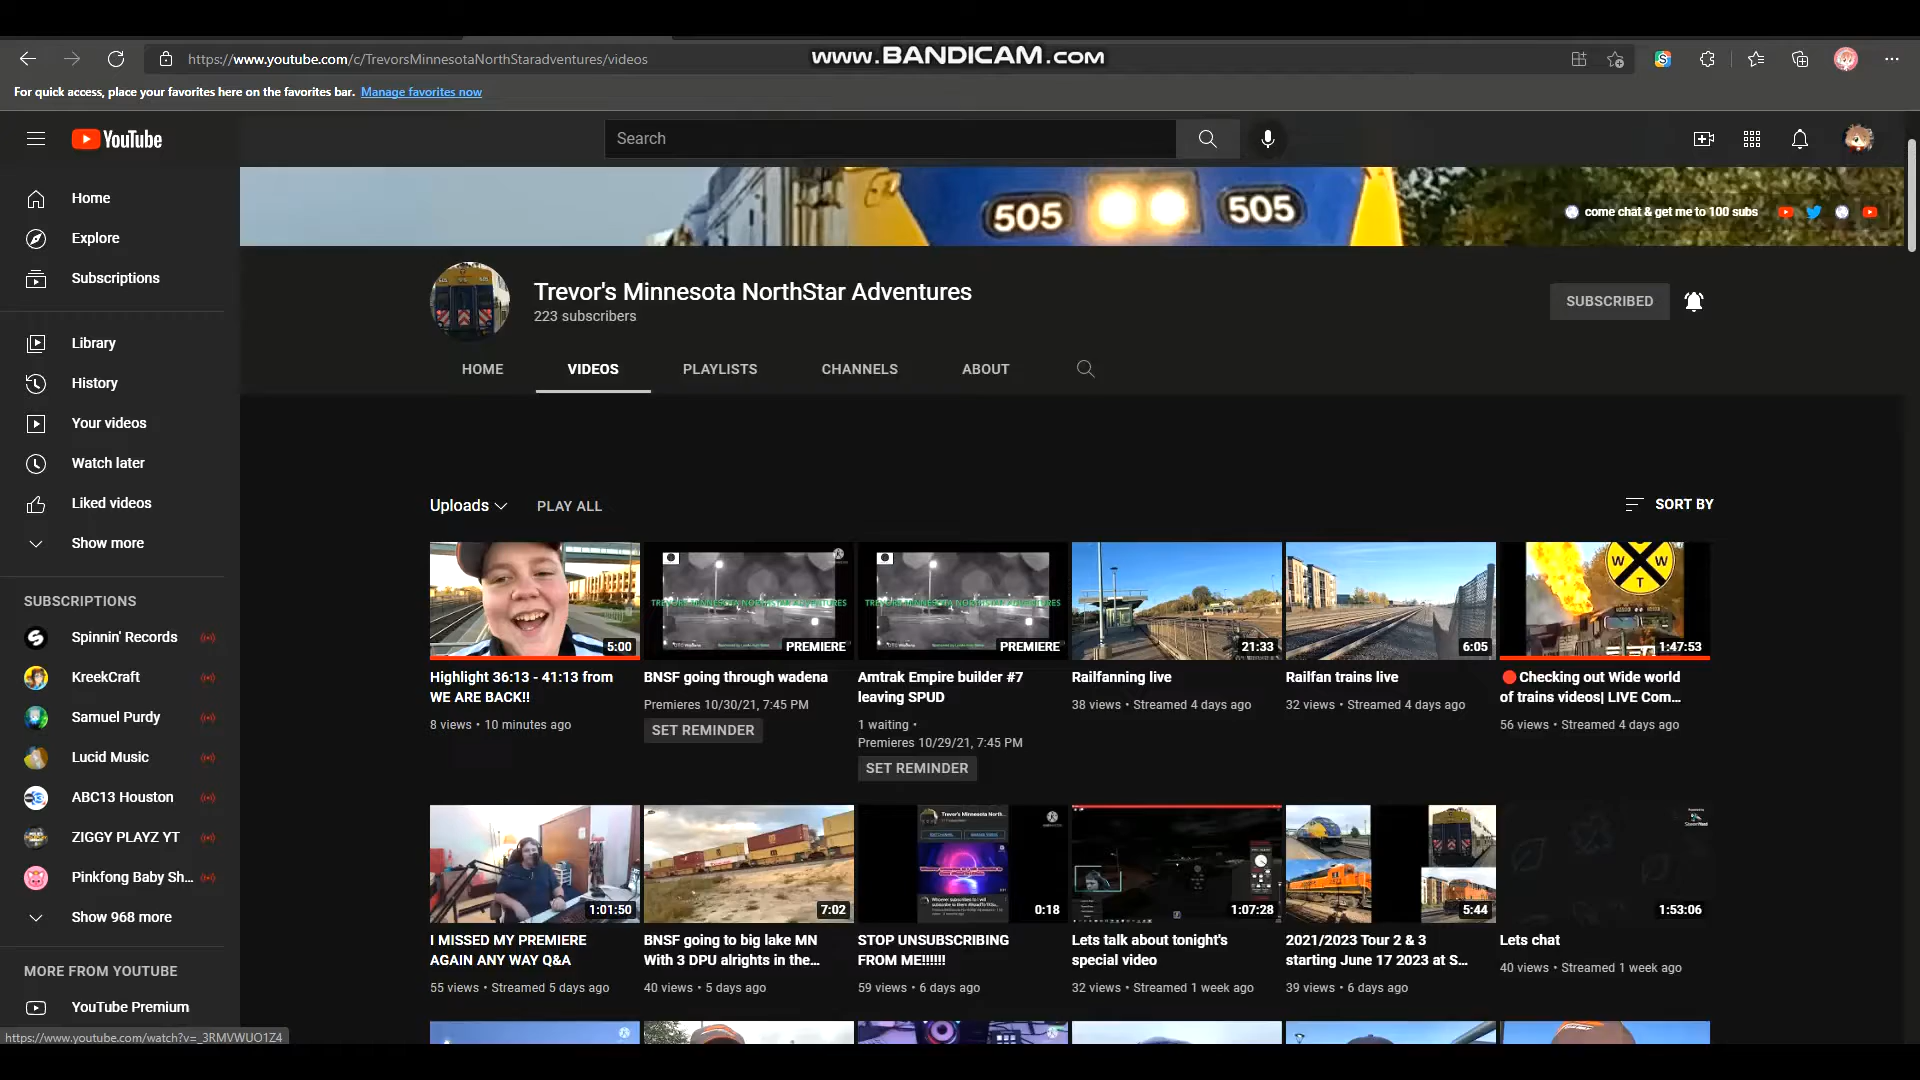 www.BANDICAM.com
https://www.youtube.com/c/TrevorsMinnesotaNorthStaradventures/videos
For quick access, place your favorites here on the favorites bar. Manage favorites now
YouTube
Search
505 505
come chat & get me to 100 subs
Home
Explore
Subscriptions
Library
History
Your videos
Watch later
Liked videos
Show more
SUBSCRIPTIONS
Spinnin' Records
KreekCraft
Samuel Purdy
Lucid Music
ABC13 Houston
ZIGGY PLAYZ YT
Pinkfong Baby Sh...
Show 968 more
MORE FROM YOUTUBE
YouTube Premium
https://www.youtube.com/watch?v=_3RMVWUO1Z4
Trevor's Minnesota NorthStar Adventures
223 subscribers
SUBSCRIBED
HOME VIDEOS PLAYLISTS CHANNELS ABOUT
Uploads PLAY ALL SORT BY
5:00
Highlight 36:13 - 41:13 from
WE ARE BACK!!
8 views • 10 minutes ago
TREVORS MINNESOTA NORTHSTAR ADVENTURES
PREMIERE
BNSF going through wadena
Premieres 10/30/21, 7:45 PM
SET REMINDER
TREVORS MINNESOTA NORTHSTAR ADVENTURES
PREMIERE
Amtrak Empire builder #7
leaving SPUD
1 waiting •
Premieres 10/29/21, 7:45 PM
SET REMINDER
21:33
Railfanning live
38 views • Streamed 4 days ago
6:05
Railfan trains live
32 views • Streamed 4 days ago
W W
T
1:47:53
Checking out Wide world
of trains videos| LIVE Com...
56 views • Streamed 4 days ago
1:01:50
I MISSED MY PREMIERE
AGAIN ANY WAY Q&A
55 views • Streamed 5 days ago
7:02
BNSF going to big lake MN
With 3 DPU alrights in the...
40 views • 5 days ago
Trevor's Minnesota North...
0:18
STOP UNSUBSCRIBING
FROM ME!!!!!!
59 views • 6 days ago
1:07:28
Lets talk about tonight's
special video
32 views • Streamed 1 week ago
5:44
2021/2023 Tour 2 & 3
starting June 17 2023 at S...
39 views • 6 days ago
1:53:06
Lets chat
40 views • Streamed 1 week ago